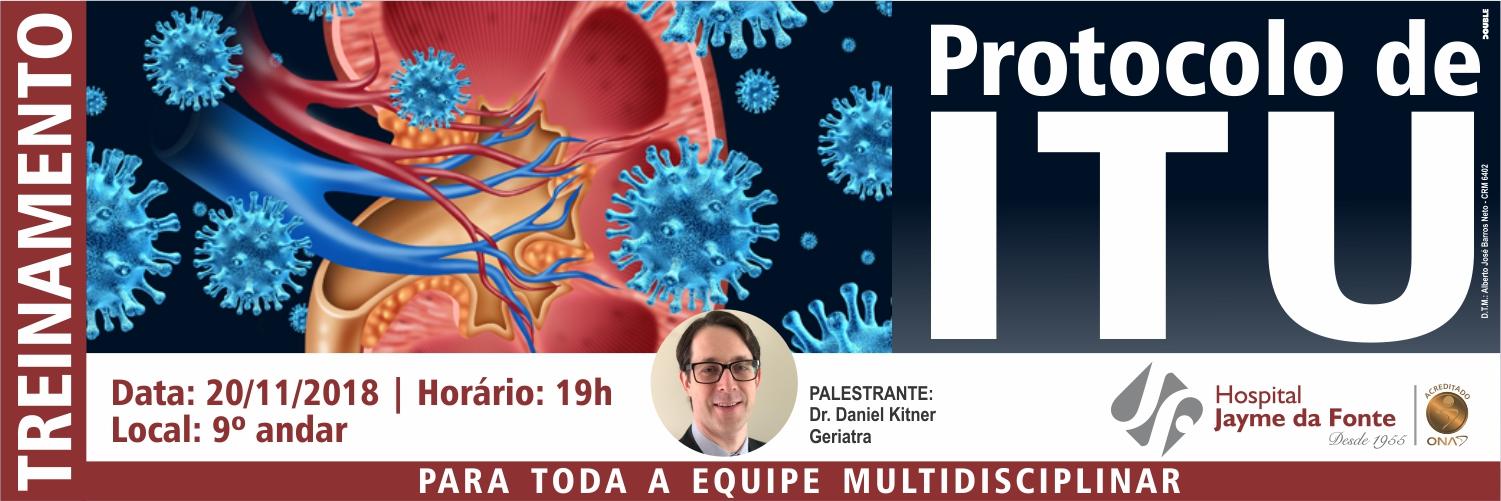 TREINAMENTO
Protocolo de
ITU
DOUBLE
D.T.M.: Alberto José Barros Neto - CRM 6402
Data: 20/11/2018 | Horário: 19h
Local: 9º andar
PALESTRANTE:
Dr. Daniel Kitner
Geriatra
Hospital
Jayme da Fonte
Desde 1955
ACREDITADO
ONA
PARA TODA A EQUIPE MULTIDISCIPLINAR